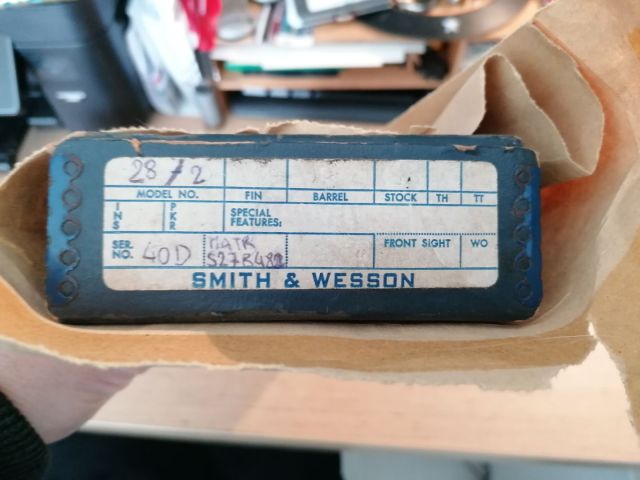 28/2
MODEL NO. FIN BARREL STOCK TH TT
INS PKR SPECIAL FEATURES:
SER. NO. 40D MATR FRONT SIGHT WO
SMITH & WESSON